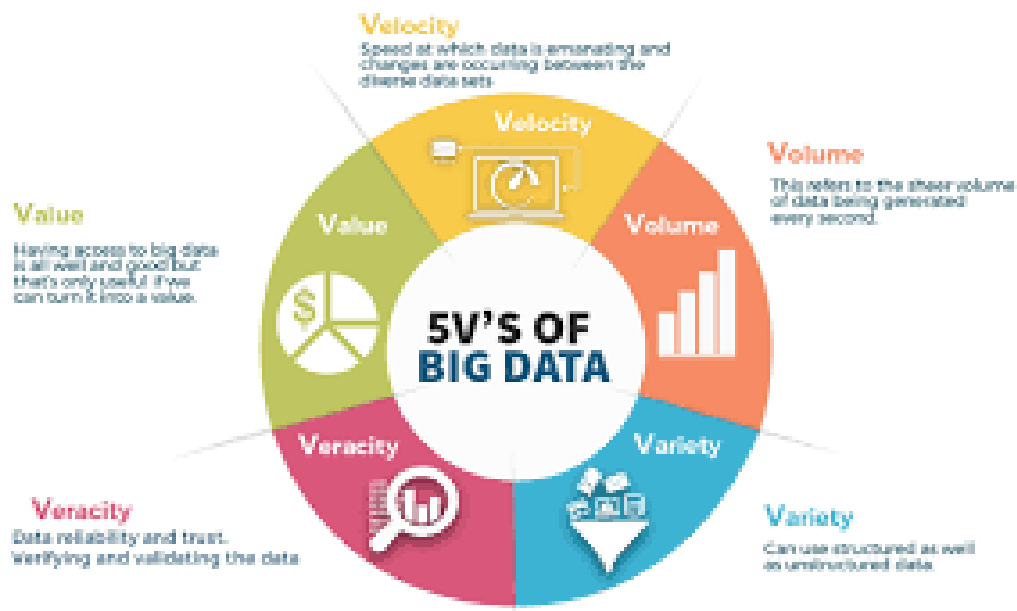 Velocity
Speed at which data is emanating and
changes are occurring between the
diverse data sets
Velocity
Volume
This refers to the sheer volume
of data being generated
every second.
Volume
Value
Having access to big data
is all well and good but
that's only useful if we
can turn it into a value.
Value
$
5V'S OF
BIG DATA
Veracity
Veracity
Data reliability and trust.
Verifying and validating the data
Variety
Variety
Can use structured as well
as unstructured data.